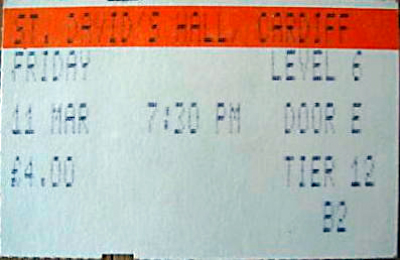 ST. DAVID'S HALL, CARDIFF
FRIDAY LEVEL 6
11 MAR 7:30 PM DOOR E
£4.00 TIER 12
B2